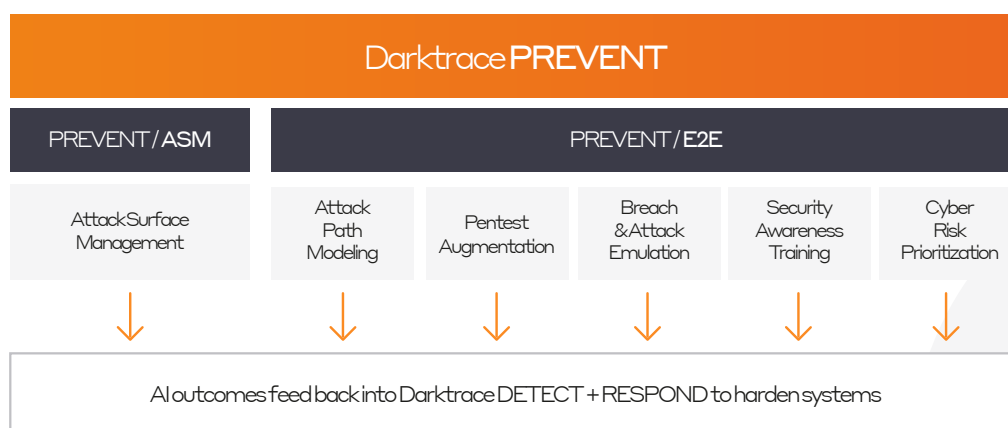 Darktrace PREVENT
PREVENT / ASM
PREVENT / E2E
Attack Surface
Management
Attack
Path
Modeling
Pentest
Augmentation
Breach
& Attack
Emulation
Security
Awareness
Training
Cyber
Risk
Prioritization
AI outcomes feed back into Darktrace DETECT + RESPOND to harden systems